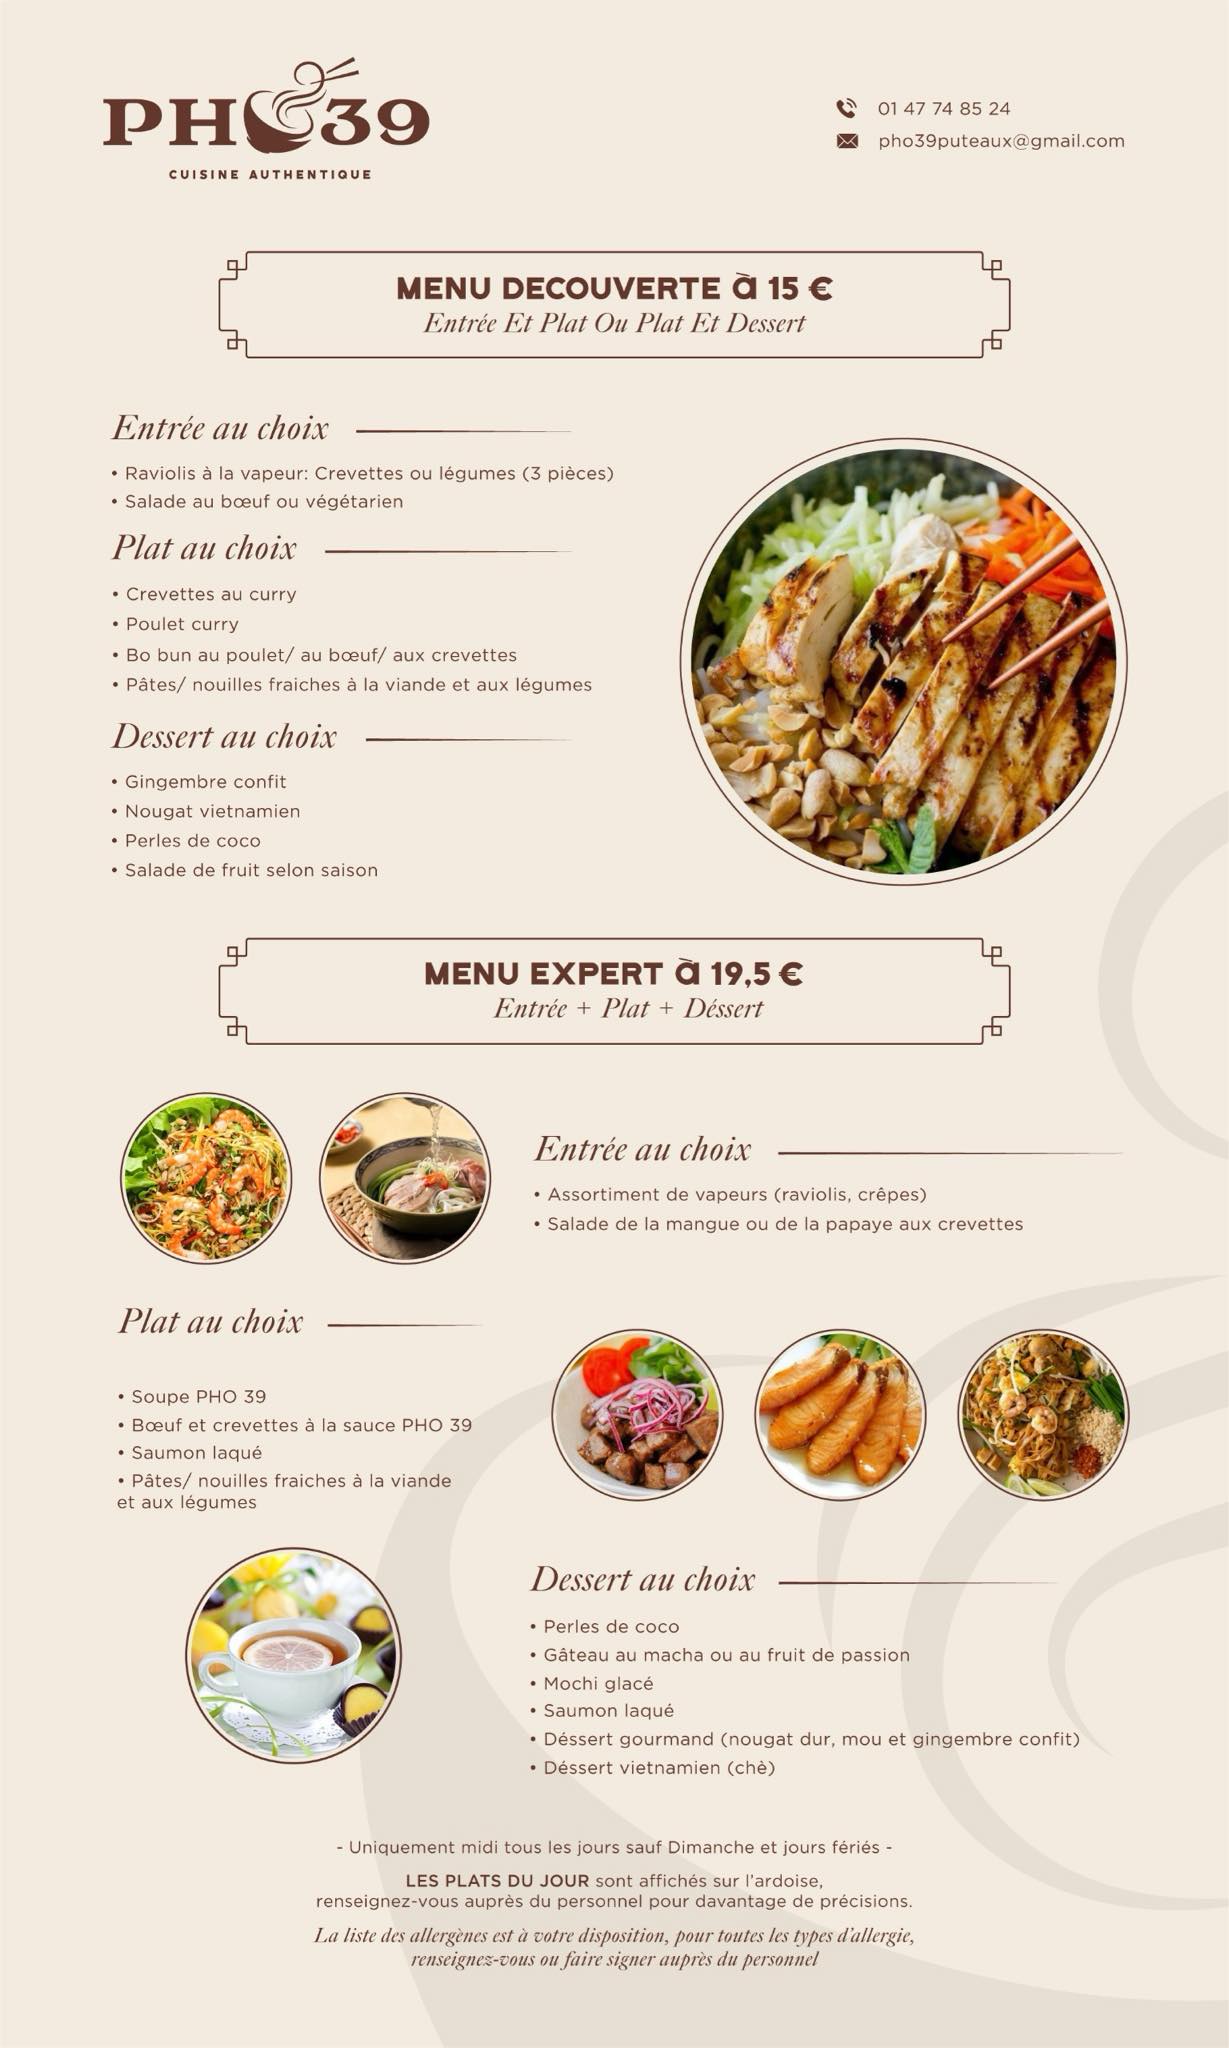 PHO 39
CUISINE AUTHENTIQUE
01 47 74 85 24
pho39puteaux@gmail.com
MENU DECOUVERTE à 15 €
Entrée Et Plat Ou Plat Et Dessert
Entrée au choix
• Raviolis à la vapeur: Crevettes ou légumes (3 pièces)
• Salade au bœuf ou végétarien
Plat au choix
• Crevettes au curry
• Poulet curry
• Bo bun au poulet/ au bœuf/ aux crevettes
• Pâtes/ nouilles fraiches à la viande et aux légumes
Dessert au choix
• Gingembre confit
• Nougat vietnamien
• Perles de coco
• Salade de fruit selon saison
MENU EXPERT à 19,5 €
Entrée + Plat + Déssert
Entrée au choix
• Assortiment de vapeurs (raviolis, crêpes)
• Salade de la mangue ou de la papaye aux crevettes
Plat au choix
• Soupe PHO 39
• Bœuf et crevettes à la sauce PHO 39
• Saumon laqué
• Pâtes/ nouilles fraiches à la viande
et aux légumes
Dessert au choix
• Perles de coco
• Gâteau au macha ou au fruit de passion
• Mochi glacé
• Saumon laqué
• Déssert gourmand (nougat dur, mou et gingembre confit)
• Déssert vietnamien (chè)
- Uniquement midi tous les jours sauf Dimanche et jours fériés -
LES PLATS DU JOUR sont affichés sur l'ardoise,
renseignez-vous auprès du personnel pour davantage de précisions.
La liste des allergènes est à votre disposition, pour toutes les types d'allergie,
renseignez-vous ou faire signer auprès du personnel